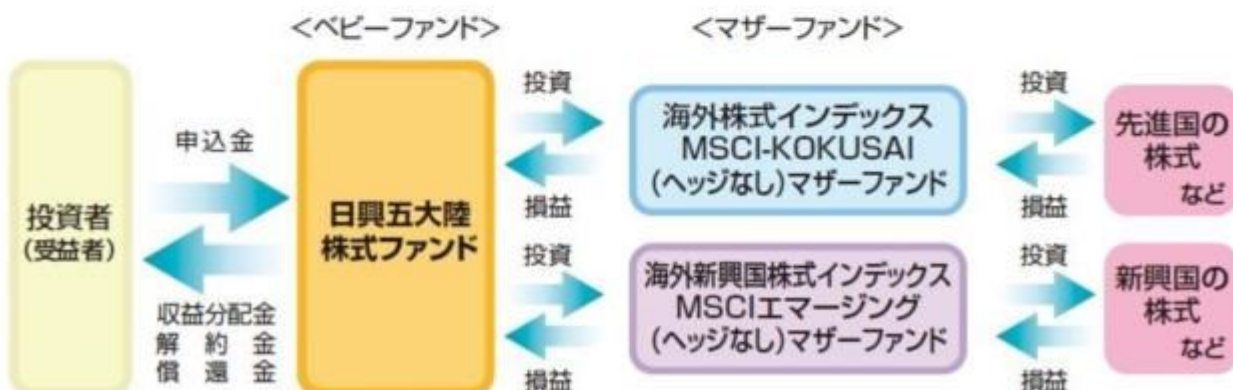 <ベビーファンド>
<マザーファンド>
投資者
(受益者)
申込金
収益分配金
解約金
償還金
日興五大陸
株式ファンド
投資
損益
海外株式インデックス
MSCI-KOKUSAI
(ヘッジなし)マザーファンド
投資
損益
先進国の
株式
など
投資
損益
海外新興国株式インデックス
MSCIエマージング
(ヘッジなし)マザーファンド
投資
損益
新興国の
株式
など